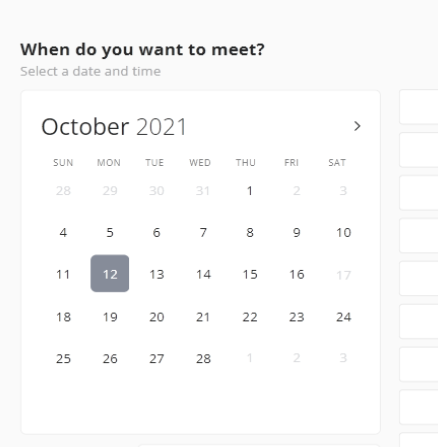 When do you want to meet?
Select a date and time
October 2021
SUN MON TUE WED THU FRI SAT
28 29 30 31 1 2 3
4 5 6 7 8 9 10
11 12 13 14 15 16 17
18 19 20 21 22 23 24
25 26 27 28 1 2 3